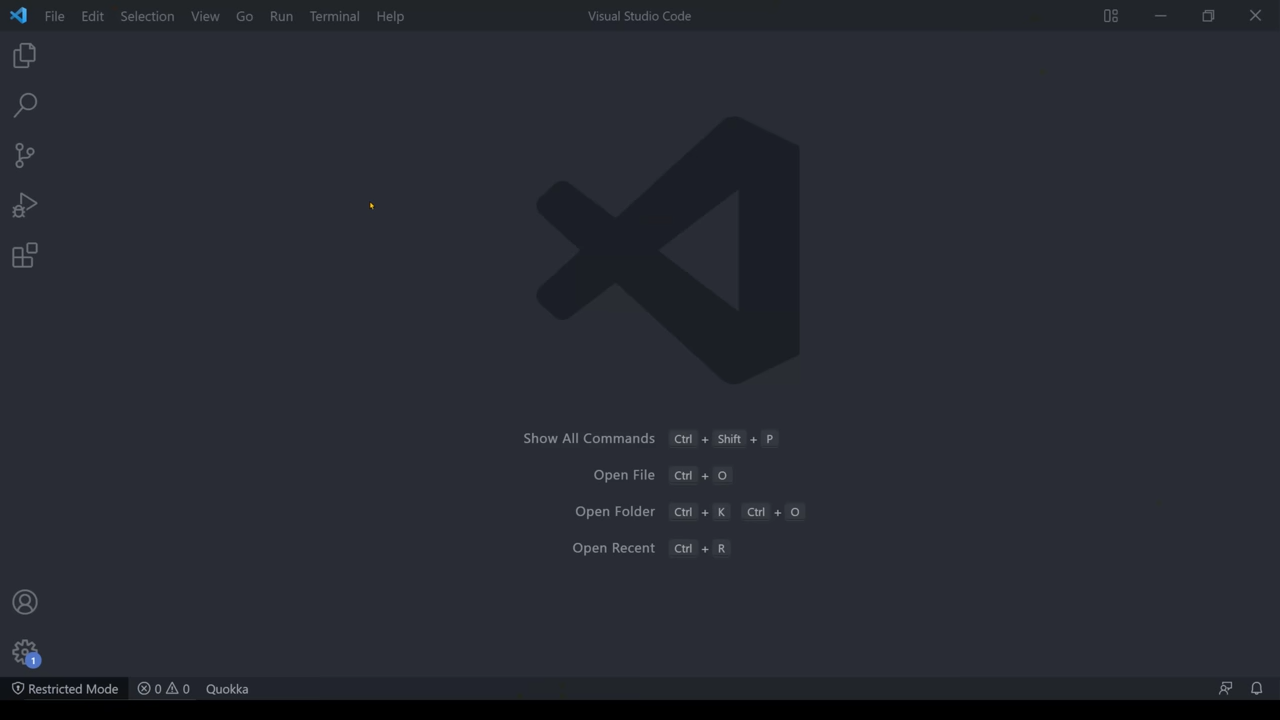 File Edit Selection View Go Run Terminal Help Visual Studio Code
Show All Commands Ctrl + Shift + P
Open File Ctrl + O
Open Folder Ctrl + K Ctrl + O
Open Recent Ctrl + R
1
Restricted Mode 0 0 Quokka